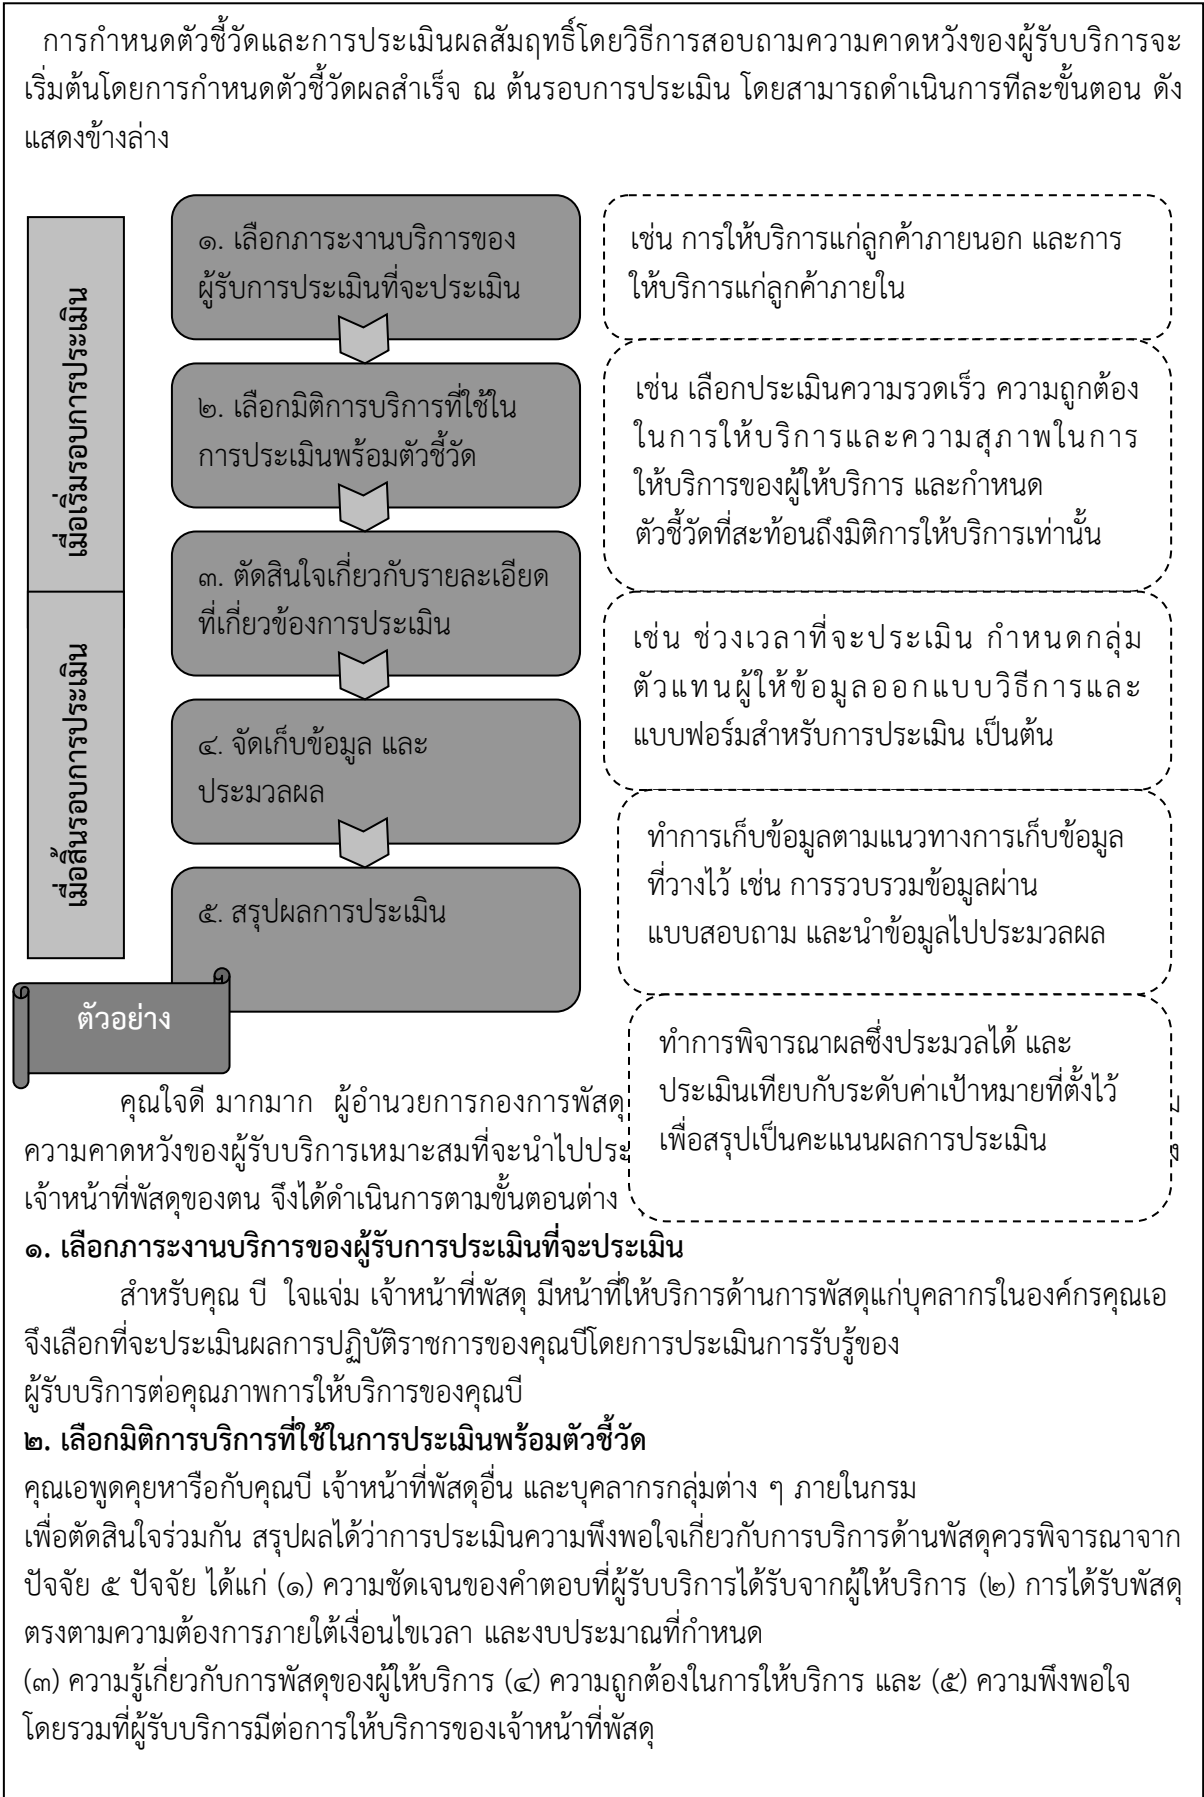 การกำหนดตัวชี้วัดและการประเมินผลสัมฤทธิ์โดยวิธีการสอบถามความคาดหวังของผู้รับบริการจะ
เริ่มต้นโดยการกำหนดตัวชี้วัดผลสำเร็จ ณ ต้นรอบการประเมิน โดยสามารถดำเนินการทีละขั้นตอน ดัง
แสดงข้างล่าง
เมื่อเริ่มรอบการประเมิน
เมื่อสิ้นรอบการประเมิน
๑. เลือกภาระงานบริการของ
ผู้รับการประเมินที่จะประเมิน
เช่น การให้บริการแก่ลูกค้าภายนอก และการ
ให้บริการแก่ลูกค้าภายใน
๒. เลือกมิติการบริการที่ใช้ใน
การประเมินพร้อมตัวชี้วัด
เช่น เลือกประเมินความรวดเร็ว ความถูกต้อง
ในการให้บริการและความสุภาพในการ
ให้บริการของผู้ให้บริการ และกำหนด
ตัวชี้วัดที่สะท้อนถึงมิติการให้บริการเท่านั้น
๓. ตัดสินใจเกี่ยวกับรายละเอียด
ที่เกี่ยวข้องการประเมิน
เช่น ช่วงเวลาที่จะประเมิน กำหนดกลุ่ม
ตัวแทนผู้ให้ข้อมูลออกแบบวิธีการและ
แบบฟอร์มสำหรับการประเมิน เป็นต้น
๔. จัดเก็บข้อมูล และ
ประมวลผล
ทำการเก็บข้อมูลตามแนวทางการเก็บข้อมูล
ที่วางไว้ เช่น การรวบรวมข้อมูลผ่าน
แบบสอบถาม และนำข้อมูลไปประมวลผล
๕. สรุปผลการประเมิน
ทำการพิจารณาผลซึ่งประมวลได้ และ
ประเมินเทียบกับระดับค่าเป้าหมายที่ตั้งไว้
เพื่อสรุปเป็นคะแนนผลการประเมิน
ตัวอย่าง
คุณใจดี มากมาก ผู้อำนวยการกองการพัสดุ
ความคาดหวังของผู้รับบริการเหมาะสมที่จะนำไปประ
เจ้าหน้าที่พัสดุของตน จึงได้ดำเนินการตามขั้นตอนต่าง
๑. เลือกภาระงานบริการของผู้รับการประเมินที่จะประเมิน
สำหรับคุณ บี ใจแจ่ม เจ้าหน้าที่พัสดุ มีหน้าที่ให้บริการด้านการพัสดุแก่บุคลากรในองค์กรคุณเอ
จึงเลือกที่จะประเมินผลการปฏิบัติราชการของคุณบีโดยการประเมินการรับรู้ของ
ผู้รับบริการต่อคุณภาพการให้บริการของคุณบี
๒. เลือกมิติการบริการที่ใช้ในการประเมินพร้อมตัวชี้วัด
คุณเอพูดคุยหารือกับคุณบี เจ้าหน้าที่พัสดุอื่น และบุคลากรกลุ่มต่าง ๆ ภายในกรม
เพื่อตัดสินใจร่วมกัน สรุปผลได้ว่าการประเมินความพึงพอใจเกี่ยวกับการบริการด้านพัสดุควรพิจารณาจาก
ปัจจัย ๕ ปัจจัย ได้แก่ (๑) ความชัดเจนของคำตอบที่ผู้รับบริการได้รับจากผู้ให้บริการ (๒) การได้รับพัสดุ
ตรงตามความต้องการภายใต้เงื่อนไขเวลา และงบประมาณที่กำหนด
(๓) ความรู้เกี่ยวกับการพัสดุของผู้ให้บริการ (๔) ความถูกต้องในการให้บริการ และ (๕) ความพึงพอใจ
โดยรวมที่ผู้รับบริการมีต่อการให้บริการของเจ้าหน้าที่พัสดุ